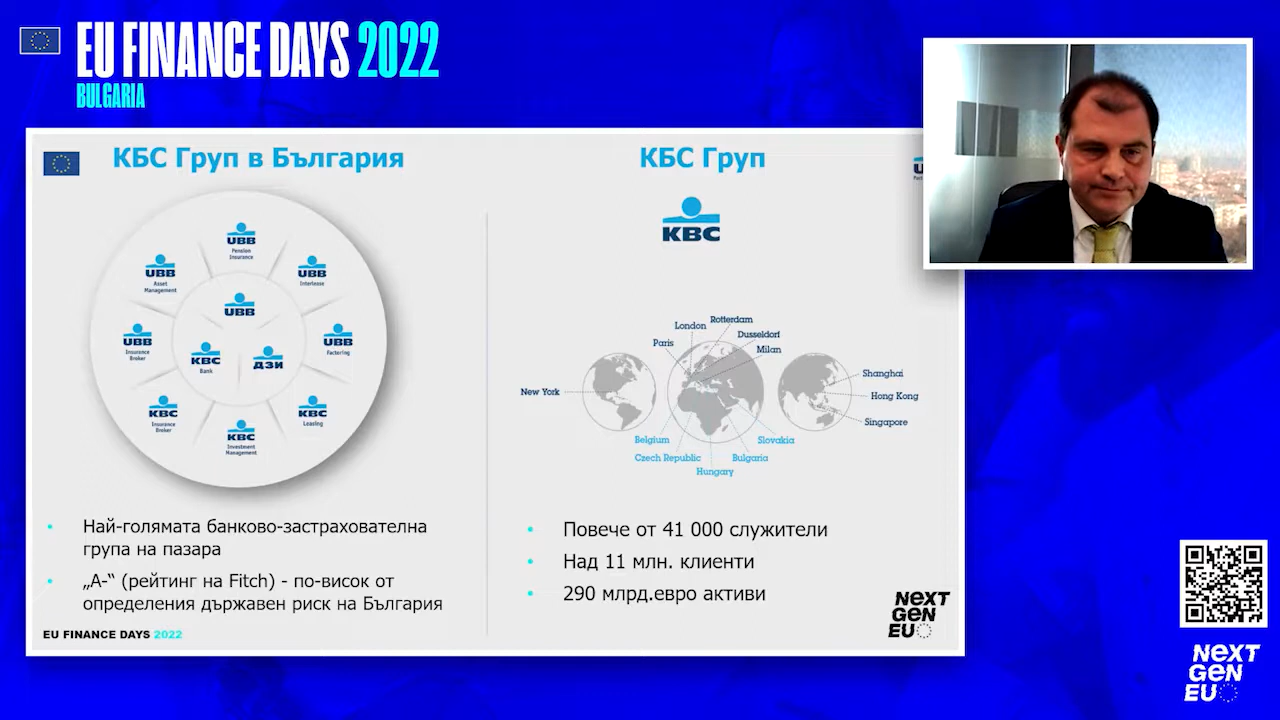 EU FINANCE DAYS 2022
BULGARIA
КБС Груп в България
UBB
Pension
Insurance
UBB
Asset
Management
UBB
Interlease
UBB
UBB
Insurance
Broker
UBB
Factoring
KBC
Bank
ДЗИ
KBC
Insurance
Broker
KBC
Leasing
KBC
Investment
Management
• Най-голямата банково-застрахователна
група на пазара
• „А-“ (рейтинг на Fitch) - по-висок от
определения държавен риск на България
EU FINANCE DAYS 2022
КБС Груп
KBC
Rotterdam
London
Dusseldorf
Paris
Milan
Shanghai
New York
Hong Kong
Singapore
Belgium
Slovakia
Czech Republic
Bulgaria
Hungary
• Повече от 41 000 служители
• Над 11 млн. клиенти
• 290 млрд.евро активи
NEXT
GEN
EU
NEXT
GEN
EU